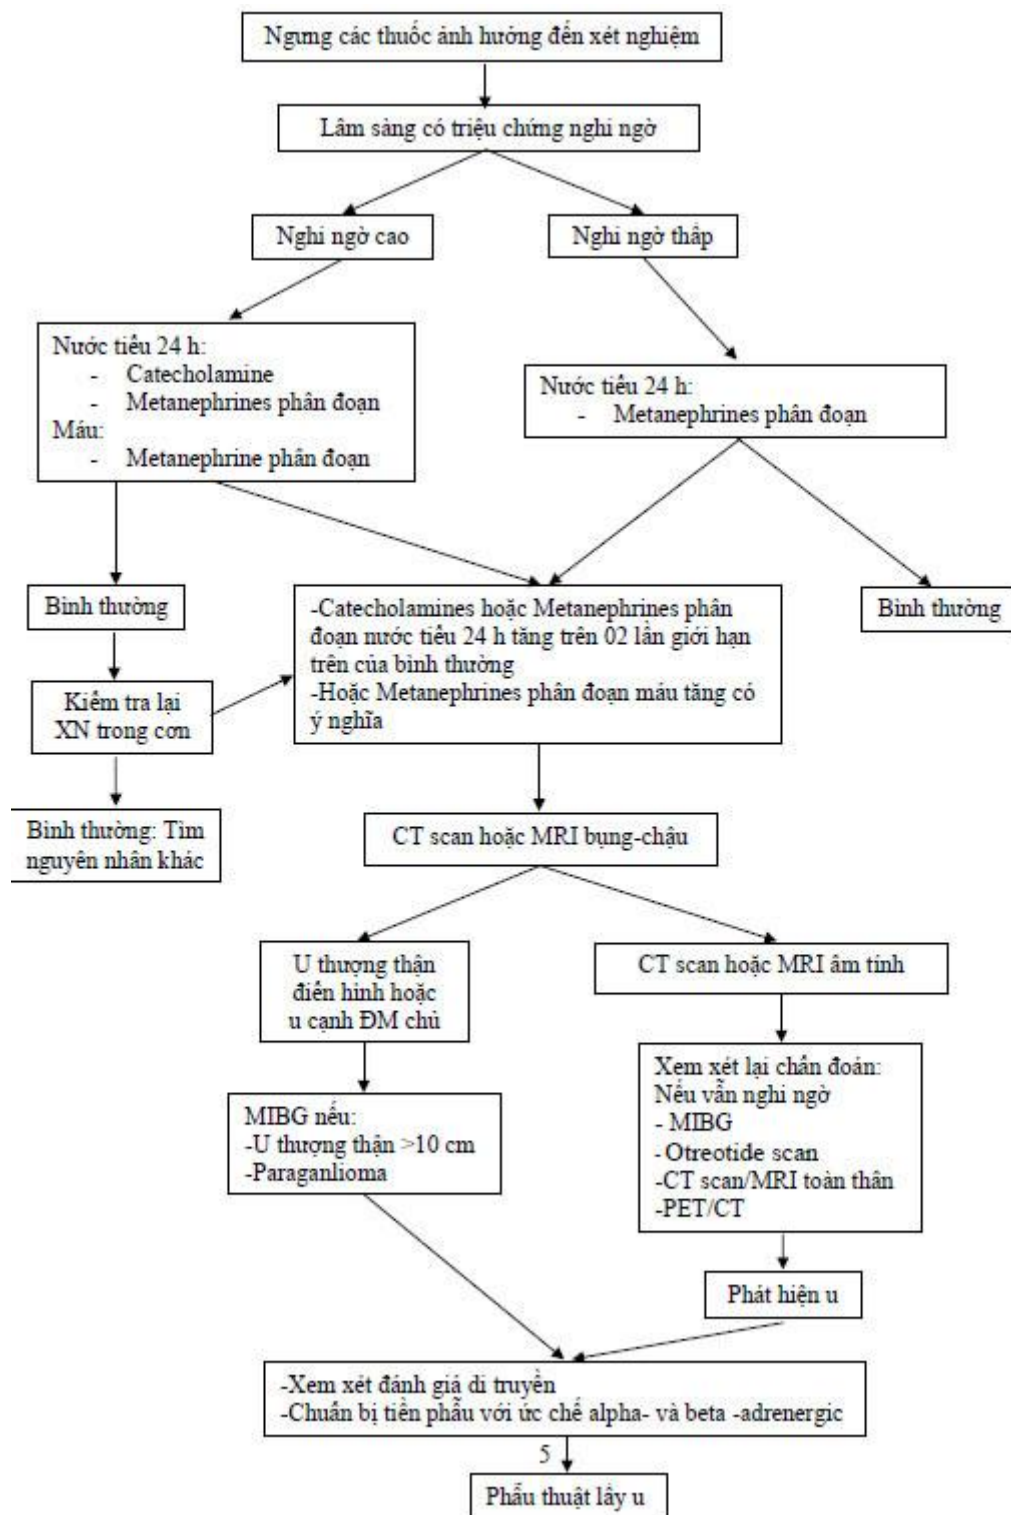 Ngưng các thuốc ảnh hưởng đến xét nghiệm
Lâm sàng có triệu chứng nghi ngờ
Nghi ngờ cao
Nghi ngờ thấp
Nước tiểu 24 h:
- Catecholamine
- Metanephrines phân đoạn
Máu:
- Metanephrine phân đoạn
Nước tiểu 24 h:
- Metanephrines phân đoạn
Bình thường
-Catecholamines hoặc Metanephrines phân
đoạn nước tiểu 24 h tăng trên 02 lần giới hạn
trên của bình thường
-Hoặc Metanephrines phân đoạn máu tăng có
ý nghĩa
Bình thường
Kiểm tra lại
XN trong cơn
Bình thường: Tìm
nguyên nhân khác
CT scan hoặc MRI bụng-chậu
U thượng thận
điển hình hoặc
u cạnh ĐM chủ
CT scan hoặc MRI âm tính
MIBG nếu:
-U thượng thận >10 cm
-Paraganlioma
Xem xét lại chẩn đoán:
Nếu vẫn nghi ngờ
- MIBG
- Otreotide scan
-CT scan/MRI toàn thân
-PET/CT
Phát hiện u
-Xem xét đánh giá di truyền
-Chuẩn bị tiền phẫu với ức chế alpha- và beta -adrenergic
5
Phẫu thuật lấy u